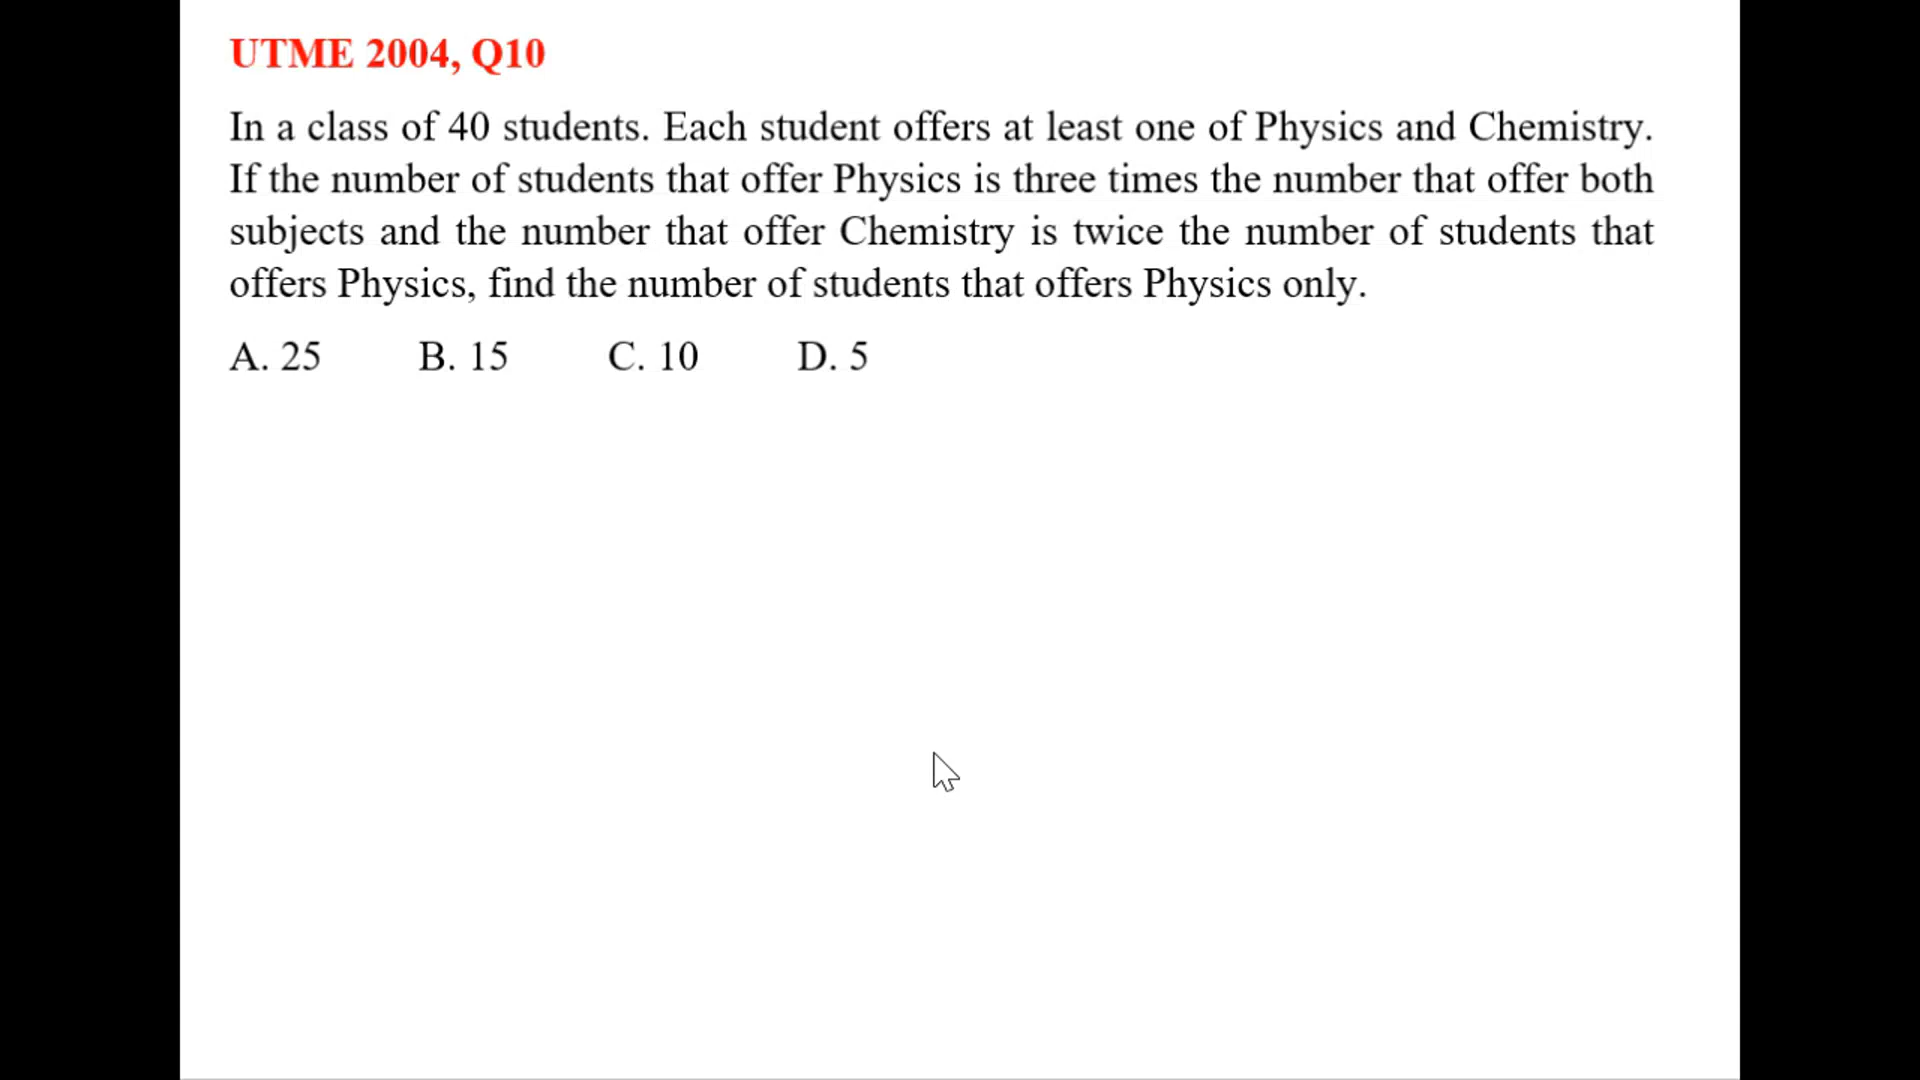 UTME 2004, Q10
In a class of 40 students. Each student offers at least one of Physics and Chemistry.
If the number of students that offer Physics is three times the number that offer both
subjects and the number that offer Chemistry is twice the number of students that
offers Physics, find the number of students that offers Physics only.
A. 25 B. 15 C. 10 D. 5